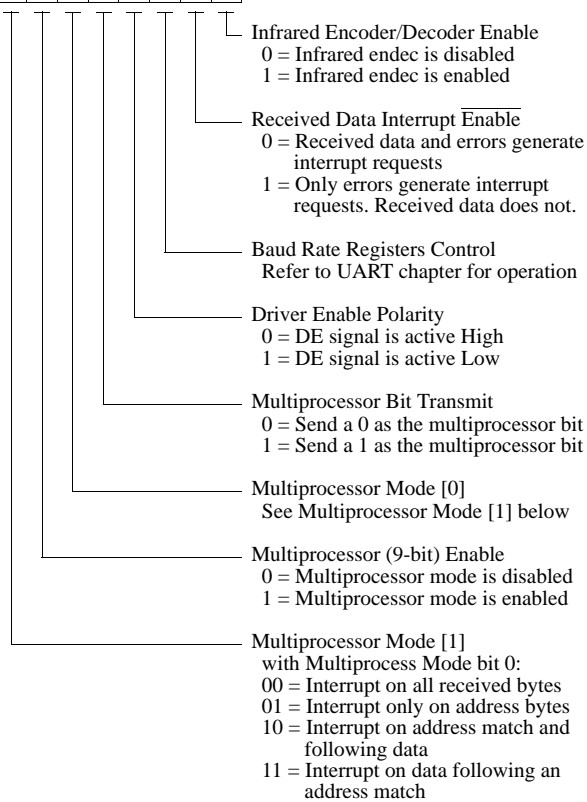 Infrared Encoder/Decoder Enable
0 = Infrared endec is disabled
1 = Infrared endec is enabled
Received Data Interrupt Enable
0 = Received data and errors generate
interrupt requests
1 = Only errors generate interrupt
requests. Received data does not.
Baud Rate Registers Control
Refer to UART chapter for operation
Driver Enable Polarity
0 = DE signal is active High
1 = DE signal is active Low
Multiprocessor Bit Transmit
0 = Send a 0 as the multiprocessor bit
1 = Send a 1 as the multiprocessor bit
Multiprocessor Mode [0]
See Multiprocessor Mode [1] below
Multiprocessor (9-bit) Enable
0 = Multiprocessor mode is disabled
1 = Multiprocessor mode is enabled
Multiprocessor Mode [1]
with Multiprocess Mode bit 0:
00 = Interrupt on all received bytes
01 = Interrupt only on address bytes
10 = Interrupt on address match and
following data
11 = Interrupt on data following an
address match